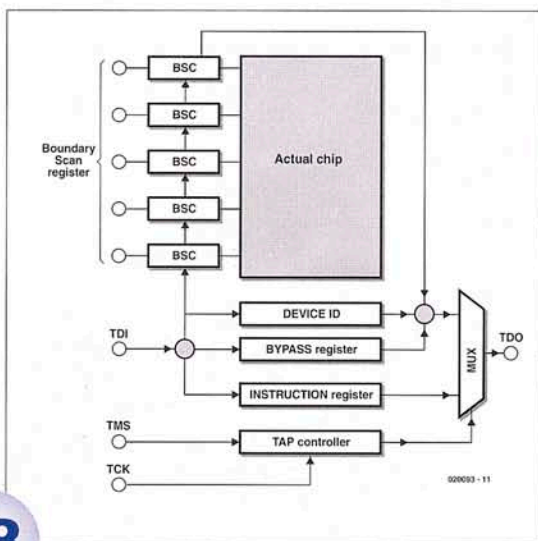 BSC
BSC
BSC
BSC
BSC
Boundary
Scan
register
Actual chip
DEVICE ID
TDI
BYPASS register
INSTRUCTION register
MUX
TDO
TMS
TAP controller
TCK
020093 - 11